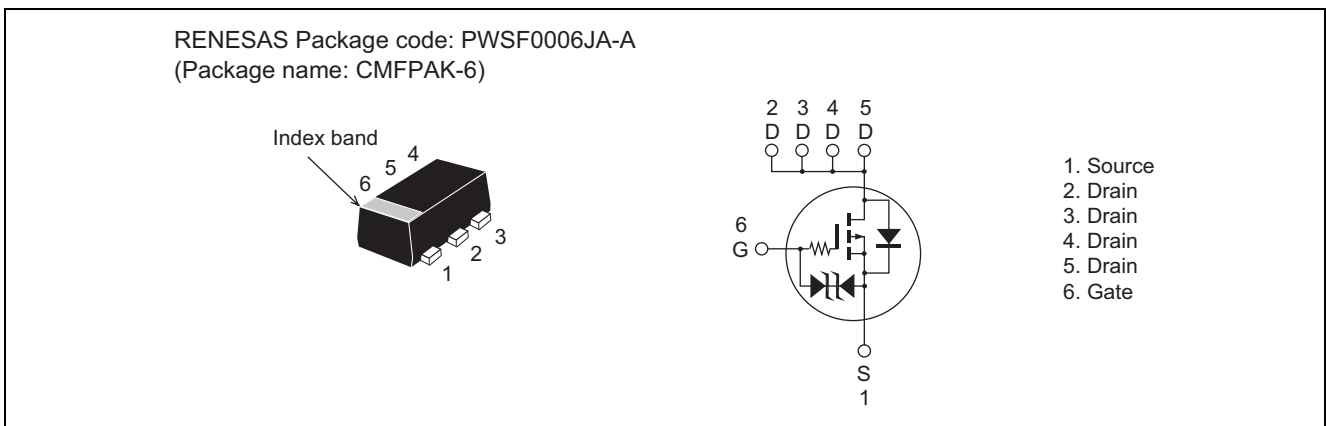 RENESAS Package code: PWSF0006JA-A
(Package name: CMFPAK-6)
Index band
6
5
4
1
2
3
2 3 4 5
D D D D
6
G
S
1
1. Source
2. Drain
3. Drain
4. Drain
5. Drain
6. Gate